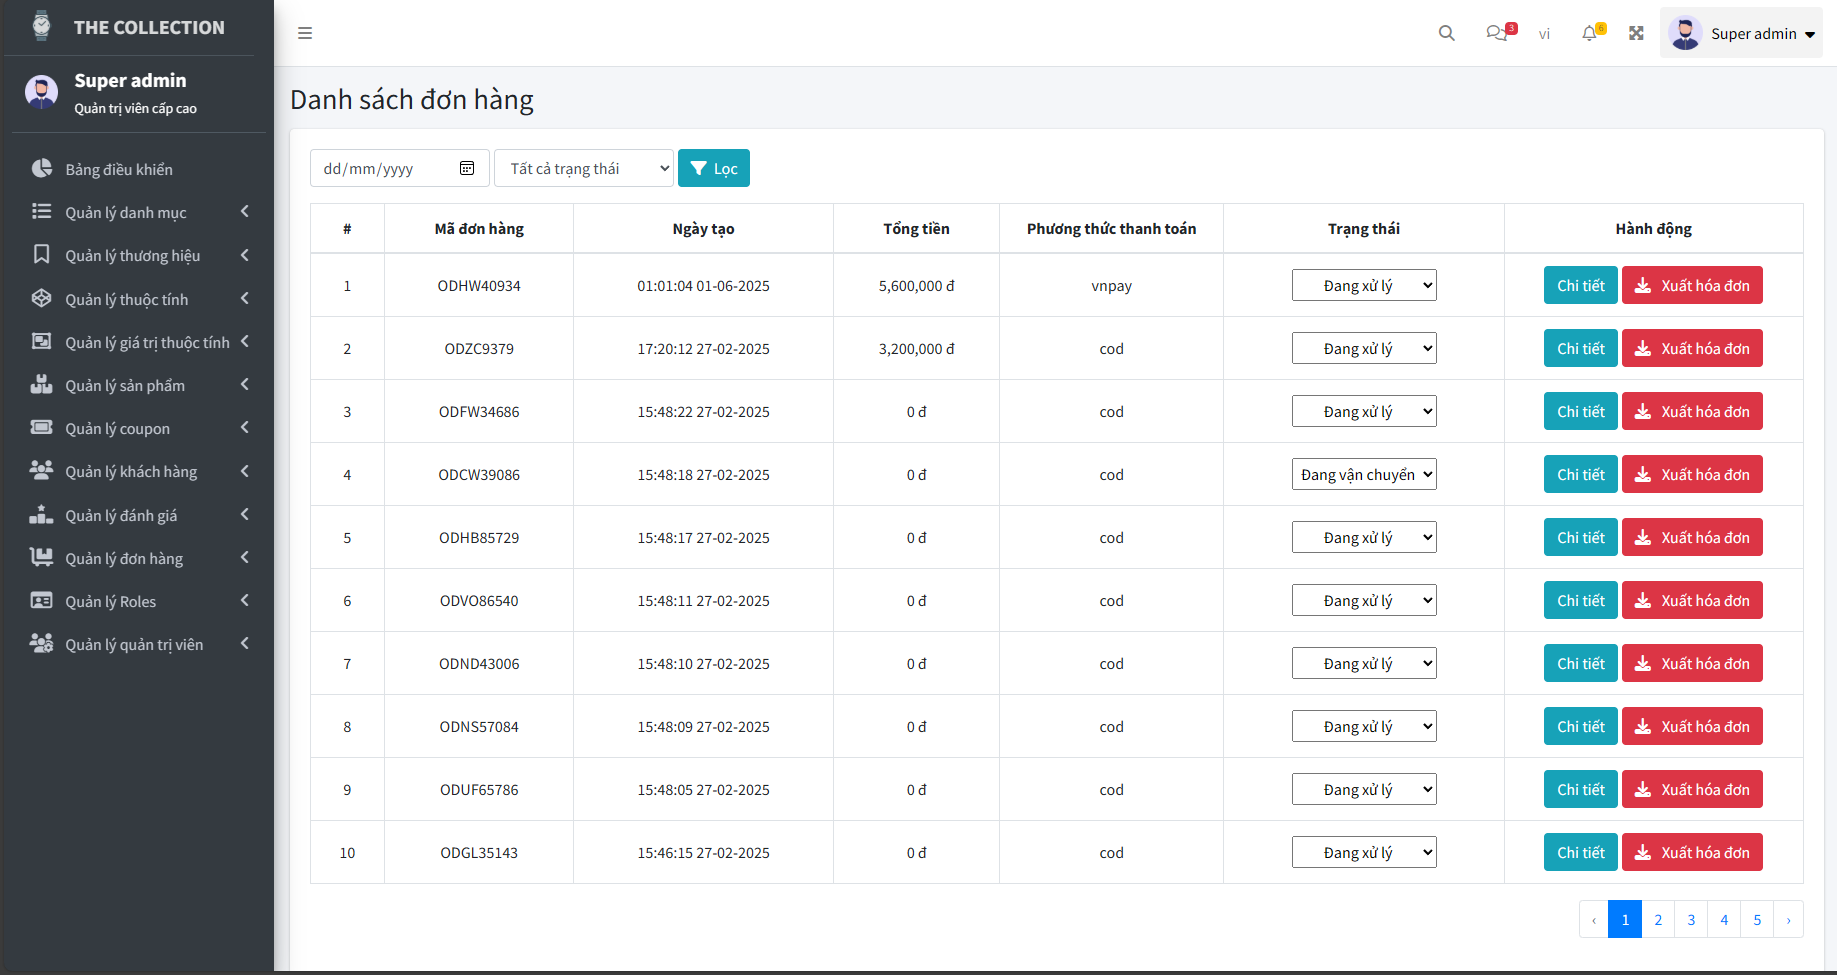 THE COLLECTION
Super admin
Quản trị viên cấp cao
Bảng điều khiển
Quản lý danh mục
Quản lý thương hiệu
Quản lý thuộc tính
Quản lý giá trị thuộc tính
Quản lý sản phẩm
Quản lý coupon
Quản lý khách hàng
Quản lý đánh giá
Quản lý đơn hàng
Quản lý Roles
Quản lý quản trị viên
3 vi 6 Super admin
Danh sách đơn hàng
dd/mm/yyyy Tất cả trạng thái Lọc
# Mã đơn hàng Ngày tạo Tổng tiền Phương thức thanh toán Trạng thái Hành động
1 ODHW40934 01:01:04 01-06-2025 5,600,000 đ vnpay Đang xử lý Chi tiết Xuất hóa đơn
2 ODZC9379 17:20:12 27-02-2025 3,200,000 đ cod Đang xử lý Chi tiết Xuất hóa đơn
3 ODFW34686 15:48:22 27-02-2025 0 đ cod Đang xử lý Chi tiết Xuất hóa đơn
4 ODCW39086 15:48:18 27-02-2025 0 đ cod Đang vận chuyển Chi tiết Xuất hóa đơn
5 ODHB85729 15:48:17 27-02-2025 0 đ cod Đang xử lý Chi tiết Xuất hóa đơn
6 ODVO86540 15:48:11 27-02-2025 0 đ cod Đang xử lý Chi tiết Xuất hóa đơn
7 ODND43006 15:48:10 27-02-2025 0 đ cod Đang xử lý Chi tiết Xuất hóa đơn
8 ODNS57084 15:48:09 27-02-2025 0 đ cod Đang xử lý Chi tiết Xuất hóa đơn
9 ODUF65786 15:48:05 27-02-2025 0 đ cod Đang xử lý Chi tiết Xuất hóa đơn
10 ODGL35143 15:46:15 27-02-2025 0 đ cod Đang xử lý Chi tiết Xuất hóa đơn
‹ 1 2 3 4 5 ›